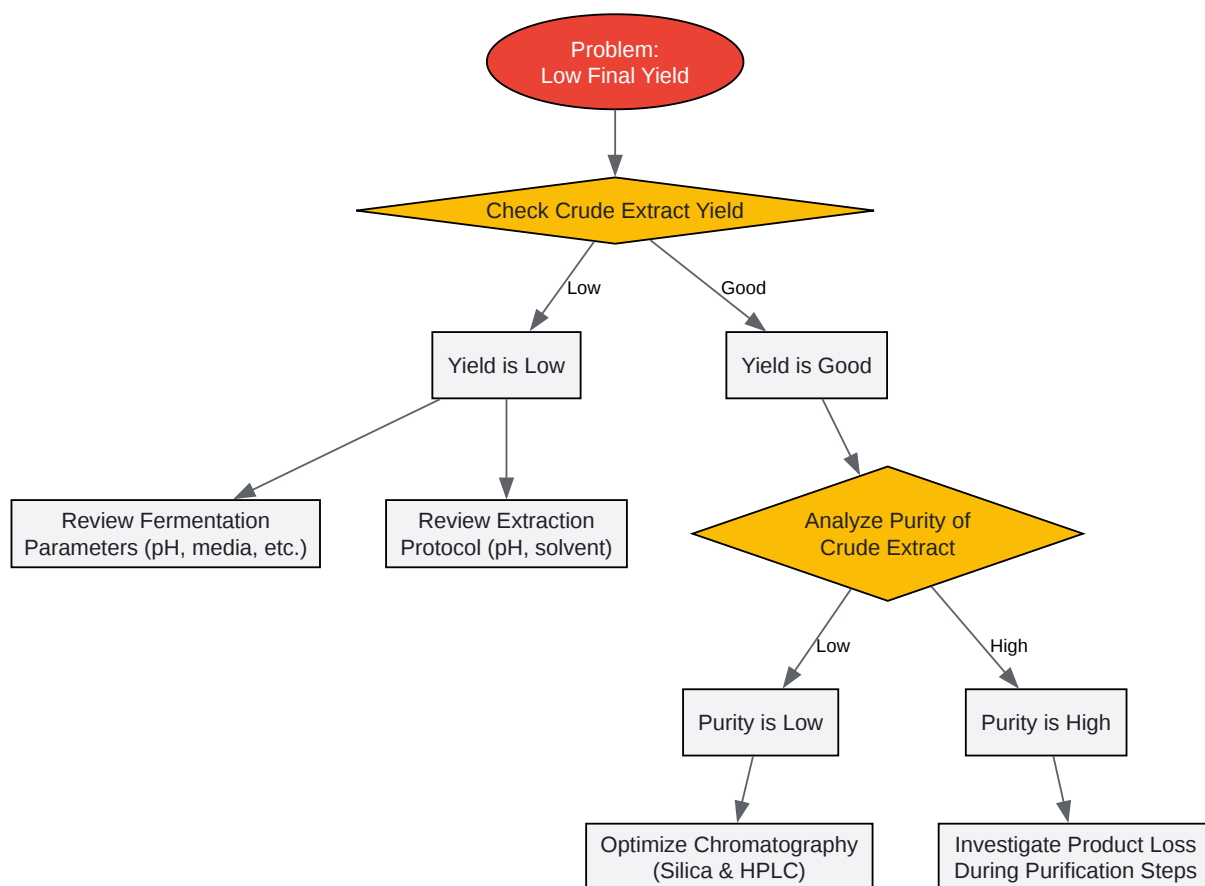 Problem:
Low Final Yield
Check Crude Extract Yield
Low
Good
Yield is Low
Yield is Good
Review Fermentation
Parameters (pH, media, etc.)
Review Extraction
Protocol (pH, solvent)
Analyze Purity of
Crude Extract
Low
High
Purity is Low
Purity is High
Optimize Chromatography
(Silica & HPLC)
Investigate Product Loss
During Purification Steps